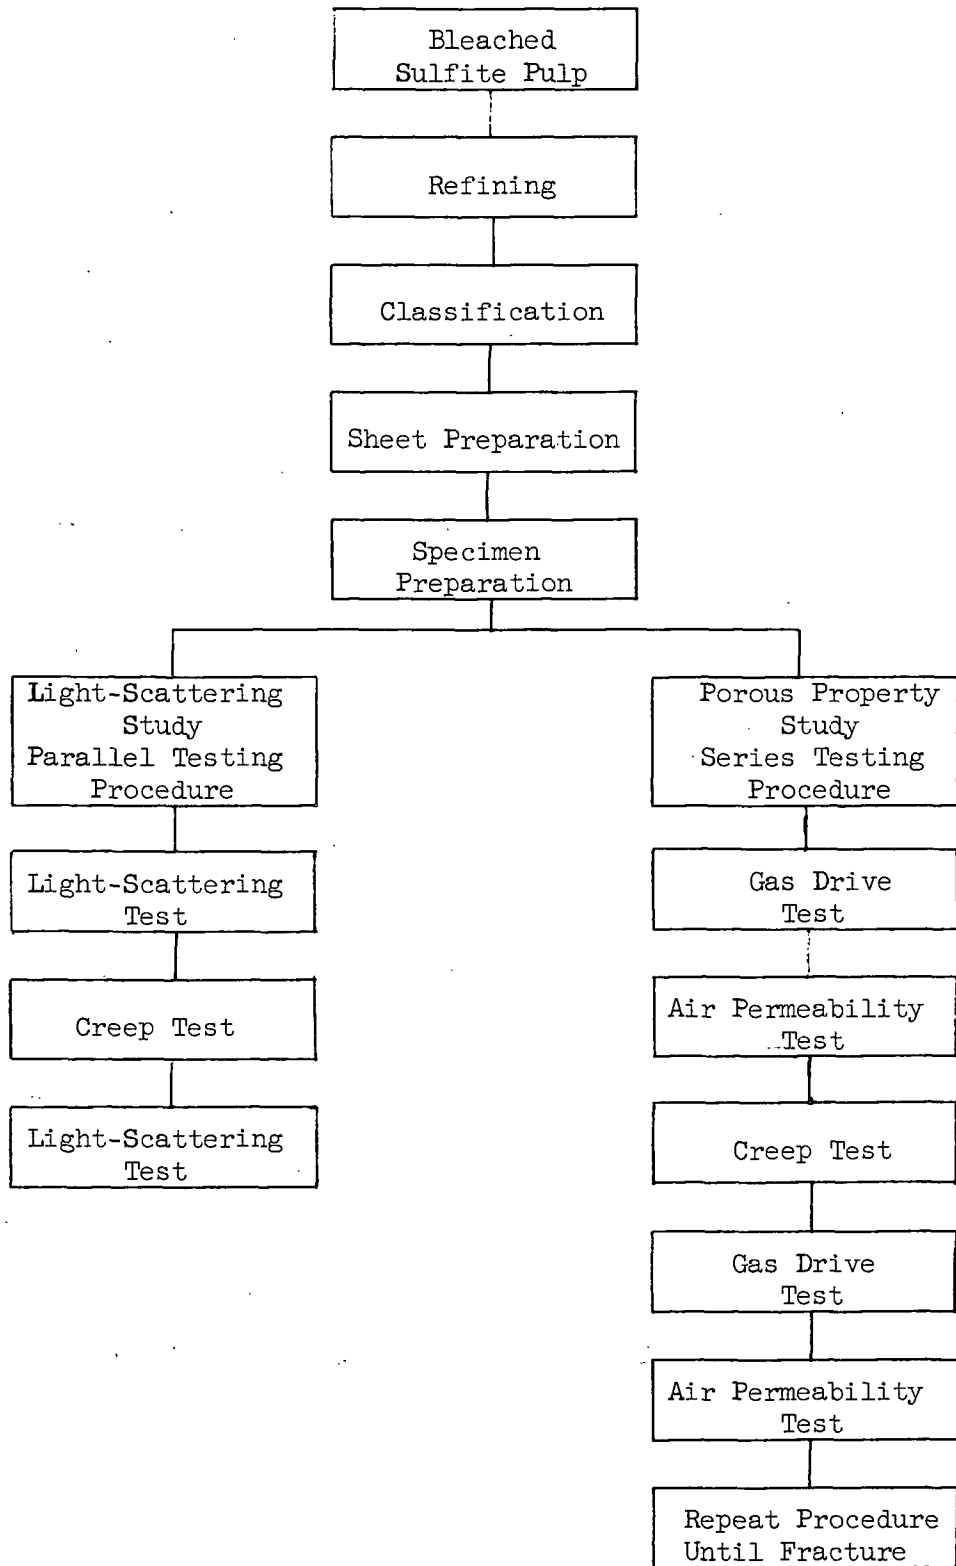 Bleached
Sulfite Pulp
Refining
Classification
Sheet Preparation
Specimen
Preparation
Light-Scattering
Study
Parallel Testing
Procedure
Light-Scattering
Test
Creep Test
Light-Scattering
Test
Porous Property
Study
Series Testing
Procedure
Gas Drive
Test
Air Permeability
Test
Creep Test
Gas Drive
Test
Air Permeability
Test
Repeat Procedure
Until Fracture